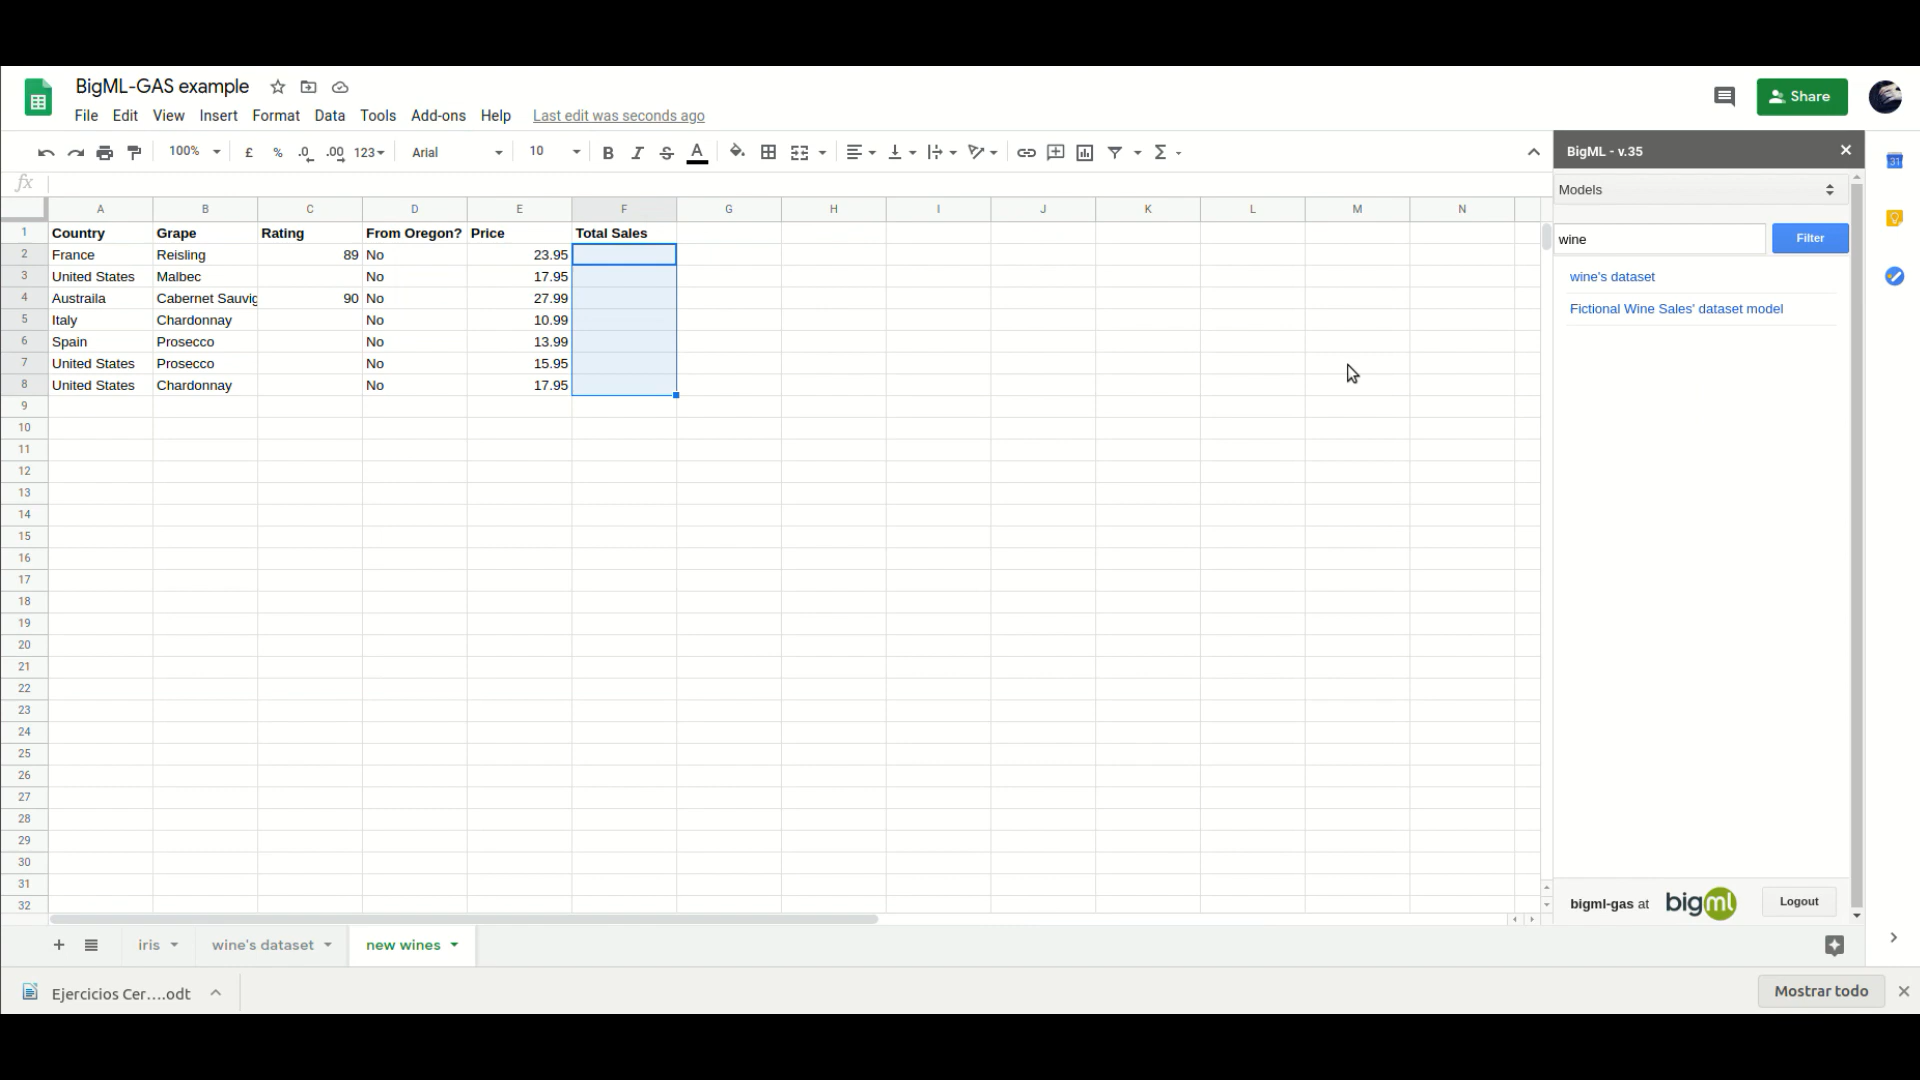 BigML-GAS example
File Edit View Insert Format Data Tools Add-ons Help Last edit was seconds ago
Share
100% £ % .0 .00 123 Arial 10 B I S A
BigML - v.35
31
fx
Models
A B C D E F G H I J K L M N
wine Filter
1 Country Grape Rating From Oregon? Price Total Sales
2 France Reisling 89 No 23.95
3 United States Malbec No 17.95
wine's dataset
4 Austraila Cabernet Sauvig 90 No 27.99
Fictional Wine Sales' dataset model
5 Italy Chardonnay No 10.99
6 Spain Prosecco No 13.99
7 United States Prosecco No 15.95
8 United States Chardonnay No 17.95
9
10
11
12
13
14
15
16
17
18
19
20
21
22
23
24
25
26
27
28
29
30
31
32
bigml-gas at bigml Logout
iris wine's dataset new wines
Ejercicios Cer....odt Mostrar todo